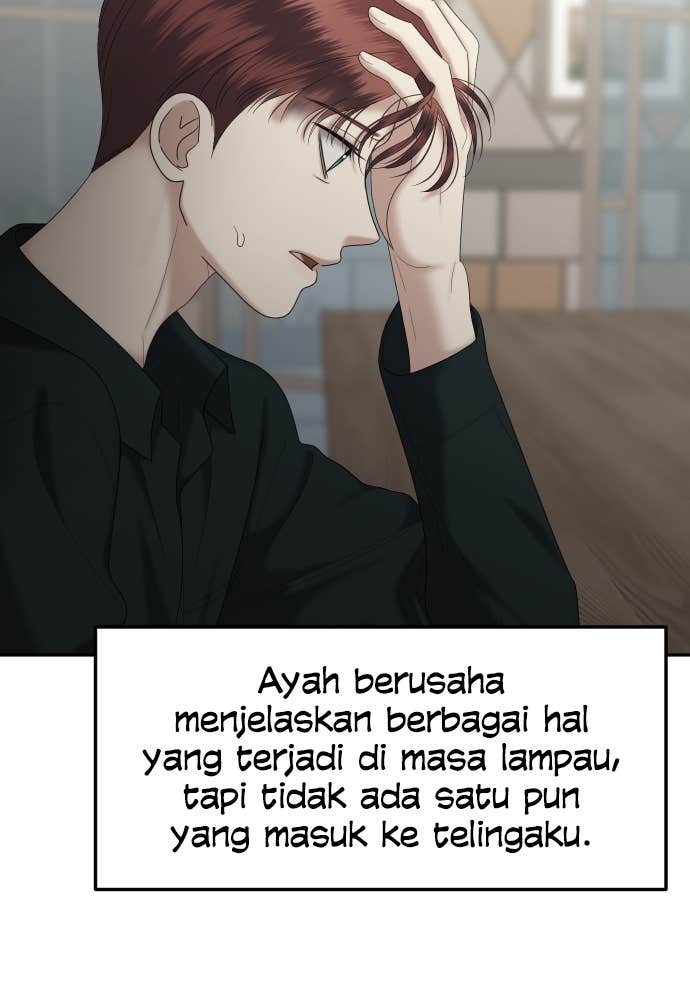 Ayah berusaha
menjelaskan berbagai hal
yang terjadi di masa lampau,
tapi tidak ada satu pun
yang masuk ke telingaku.